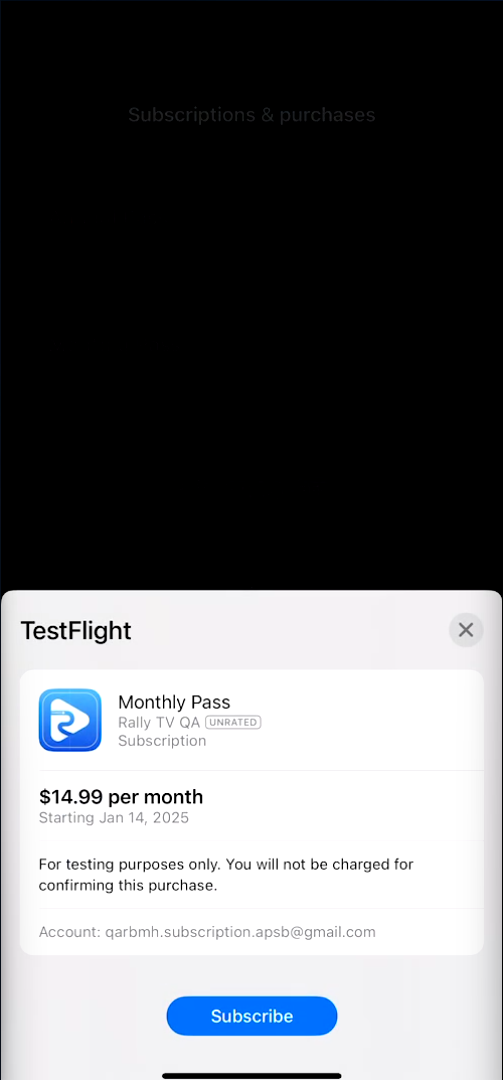 Subscriptions & purchases
TestFlight
Monthly Pass
Rally TV QA UNRATED
Subscription
$14.99 per month
Starting Jan 14, 2025
For testing purposes only. You will not be charged for
confirming this purchase.
Account: qarbmh.subscription.apsb@gmail.com
Subscribe